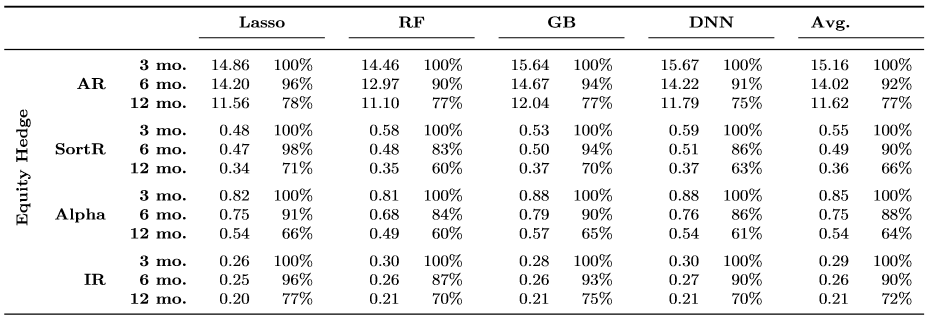 Lasso RF GB DNN Avg.
Equity Hedge
3 mo. 14.86 100% 14.46 100% 15.64 100% 15.67 100% 15.16 100%
AR 6 mo. 14.20 96% 12.97 90% 14.67 94% 14.22 91% 14.02 92%
12 mo. 11.56 78% 11.10 77% 12.04 77% 11.79 75% 11.62 77%
3 mo. 0.48 100% 0.58 100% 0.53 100% 0.59 100% 0.55 100%
SortR 6 mo. 0.47 98% 0.48 83% 0.50 94% 0.51 86% 0.49 90%
12 mo. 0.34 71% 0.35 60% 0.37 70% 0.37 63% 0.36 66%
3 mo. 0.82 100% 0.81 100% 0.88 100% 0.88 100% 0.85 100%
Alpha 6 mo. 0.75 91% 0.68 84% 0.79 90% 0.76 86% 0.75 88%
12 mo. 0.54 66% 0.49 60% 0.57 65% 0.54 61% 0.54 64%
3 mo. 0.26 100% 0.30 100% 0.28 100% 0.30 100% 0.29 100%
IR 6 mo. 0.25 96% 0.26 87% 0.26 93% 0.27 90% 0.26 90%
12 mo. 0.20 77% 0.21 70% 0.21 75% 0.21 70% 0.21 72%